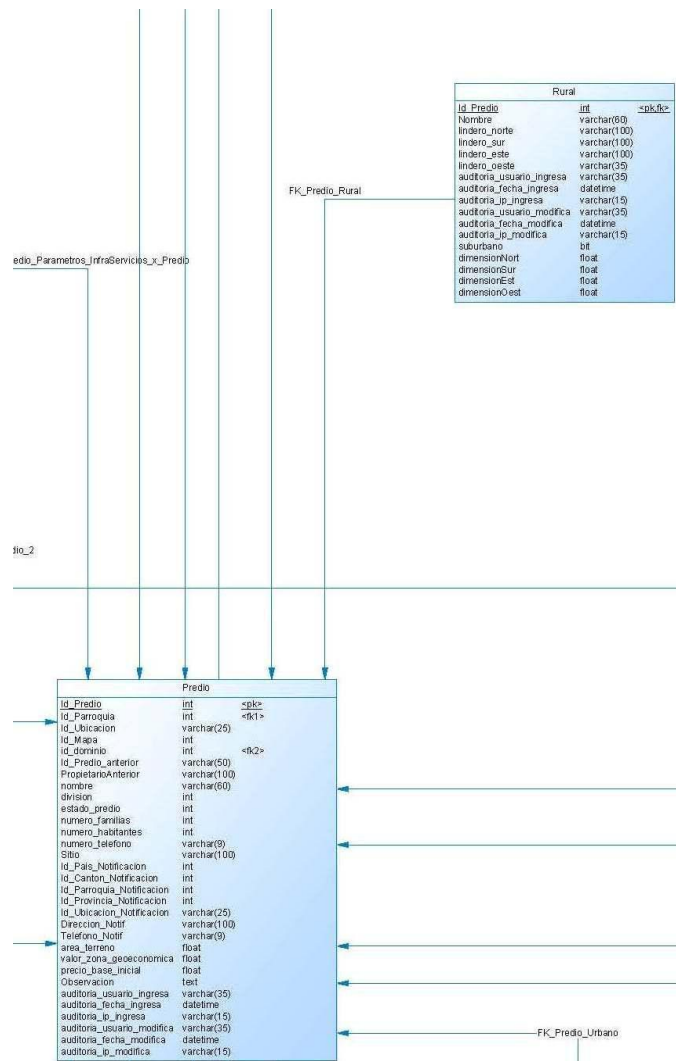 Rural
Id_Predio int <pk,fk>
Nombre varchar(60)
lindero_norte varchar(100)
lindero_sur varchar(100)
lindero_este varchar(100)
lindero_oeste varchar(35)
auditoria_usuario_ingresa varchar(35)
auditoria_fecha_ingresa datetime
auditoria_ip_ingresa varchar(15)
auditoria_usuario_modifica varchar(35)
auditoria_fecha_modifica datetime
auditoria_ip_modifica varchar(15)
suburbano bit
dimensionNort float
dimensionSur float
dimensionEst float
dimensionOest float
FK_Predio_Rural
edio_Parametros_InfraServicios_x_Predio
dio_2
Predio
Id_Predio int <pk>
Id_Parroquia int <fk1>
Id_Ubicacion varchar(25)
Id_Mapa int
id_dominio int <fk2>
Id_Predio_anterior varchar(50)
PropietarioAnterior varchar(100)
nombre varchar(60)
division int
estado_predio int
numero_familias int
numero_habitantes int
numero_telefono varchar(9)
Sitio varchar(100)
Id_Pais_Notificacion int
Id_Canton_Notificacion int
Id_Parroquia_Notificacion int
Id_Provincia_Notificacion int
Id_Ubicacion_Notificacion varchar(25)
Direccion_Notif varchar(100)
Telefono_Notif varchar(9)
area_terreno float
valor_zona_geoeconomica float
precio_base_inicial float
Observacion text
auditoria_usuario_ingresa varchar(35)
auditoria_fecha_ingresa datetime
auditoria_ip_ingresa varchar(15)
auditoria_usuario_modifica varchar(35)
auditoria_fecha_modifica datetime
auditoria_ip_modifica varchar(15)
FK_Predio_Urbano